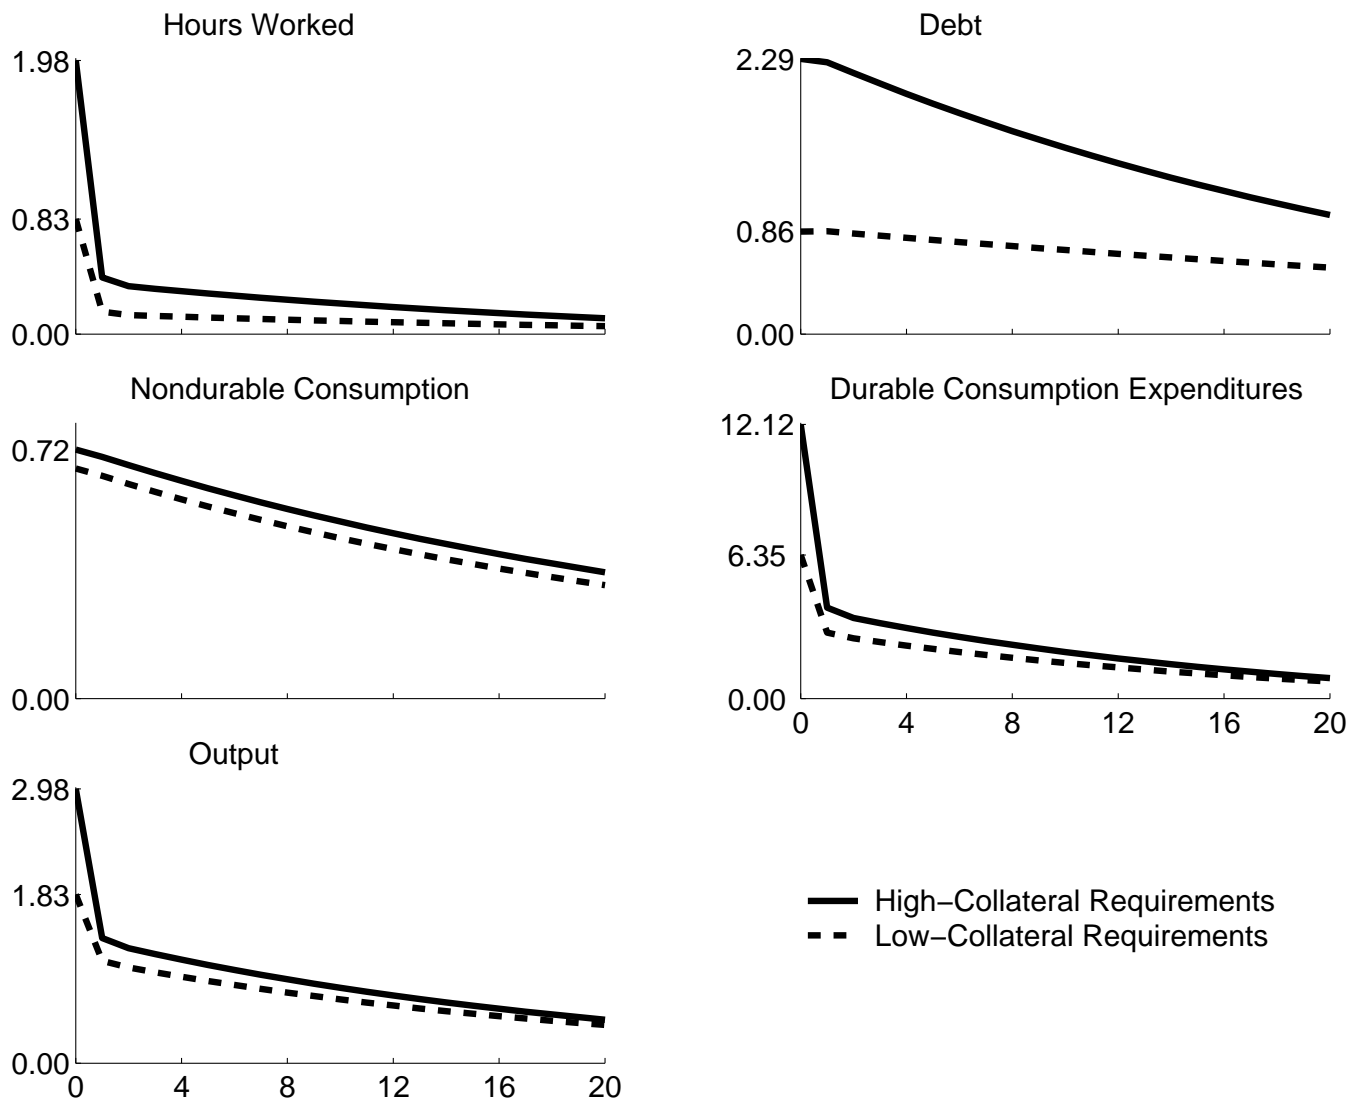 Hours Worked
1.98
0.83
0.00
Debt
2.29
0.86
0.00
Nondurable Consumption
0.72
0.00
Durable Consumption Expenditures
12.12
6.35
0.00
0 4 8 12 16 20
Output
2.98
1.83
0.00
0 4 8 12 16 20
High−Collateral Requirements
Low−Collateral Requirements